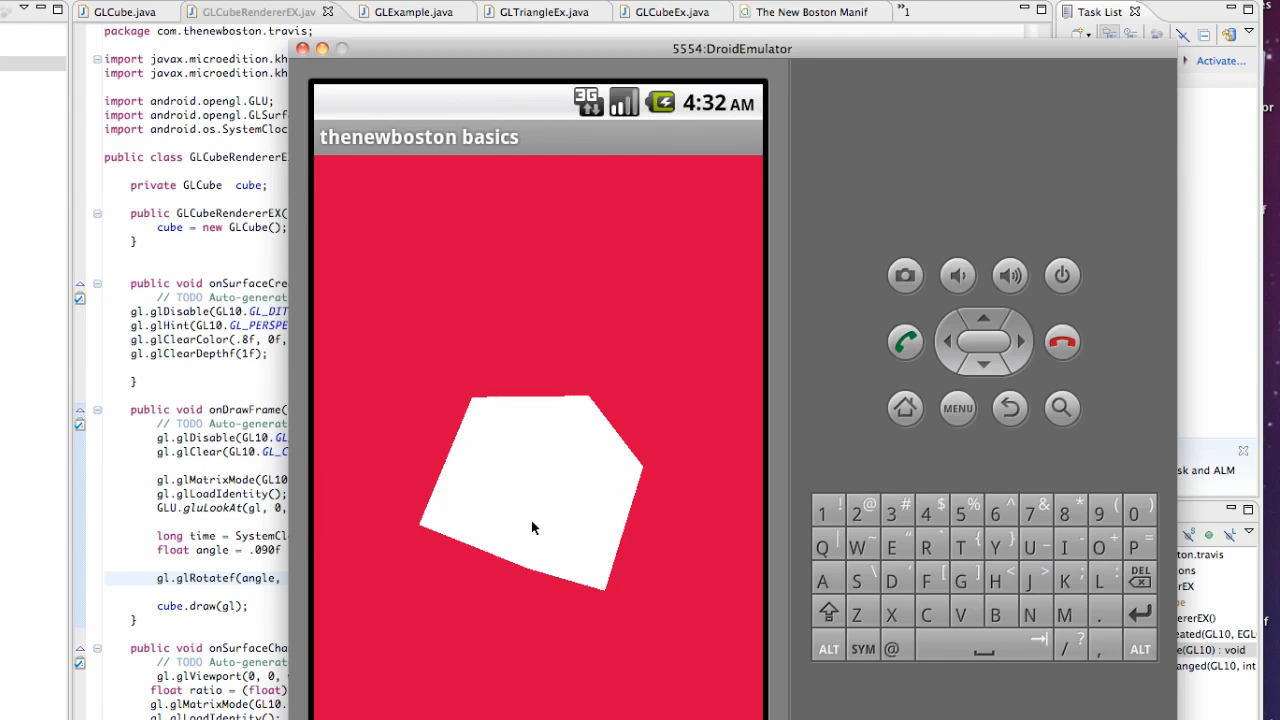 GLCube.java GLCubeRendererEX.jav GLExample.java GLTriangleEx.java GLCubeEx.java The New Boston Manif »1 Task List
package com.thenewboston.travis;
5554:DroidEmulator
import javax.microedition.kh
import javax.microedition.kh
Activate...
import android.opengl.GLU;
import android.opengl.GLSur
import android.os.SystemCloc
3G 4:32 AM
thenewboston basics
public class GLCubeRendererE
private GLCube cube;
public GLCubeRendererEX(
cube = new GLCube();
}
public void onSurfaceCre
// TODO Auto-generat
gl.glDisable(GL10.GL_DIT
gl.glHint(GL10.GL_PERSPE
gl.glClearColor(.8f, 0f,
gl.glClearDepthf(1f);
}
public void onDrawFrame(
// TODO Auto-generat
gl.glDisable(GL10.GL
gl.glClear(GL10.GL_C
gl.glMatrixMode(GL10
gl.glLoadIdentity();
GLU.gluLookAt(gl, 0,
long time = SystemCl
float angle = .090f
gl.glRotatef(angle,
cube.draw(gl);
}
public void onSurfaceCha
// TODO Auto-generat
gl.glViewport(0, 0,
float ratio = (float)
gl.glMatrixMode(GL10.
gl.glLoadIdentity();
MENU
1 ! 2 @ 3 # 4 $ 5 % 6 ^ 7 & 8 * 9 ( 0 )
Q | W ~ E " R ` T { Y } U _ I - O + P =
A S \ D ' F [ G ] H < J > K ; L : DEL
Z X C V B N M .
ALT SYM @ / ? , ALT
sk and ALM
ton.travis
ions
erEX
erEX()
eated(GL10, EGL
e(GL10) : void
anged(GL10, int